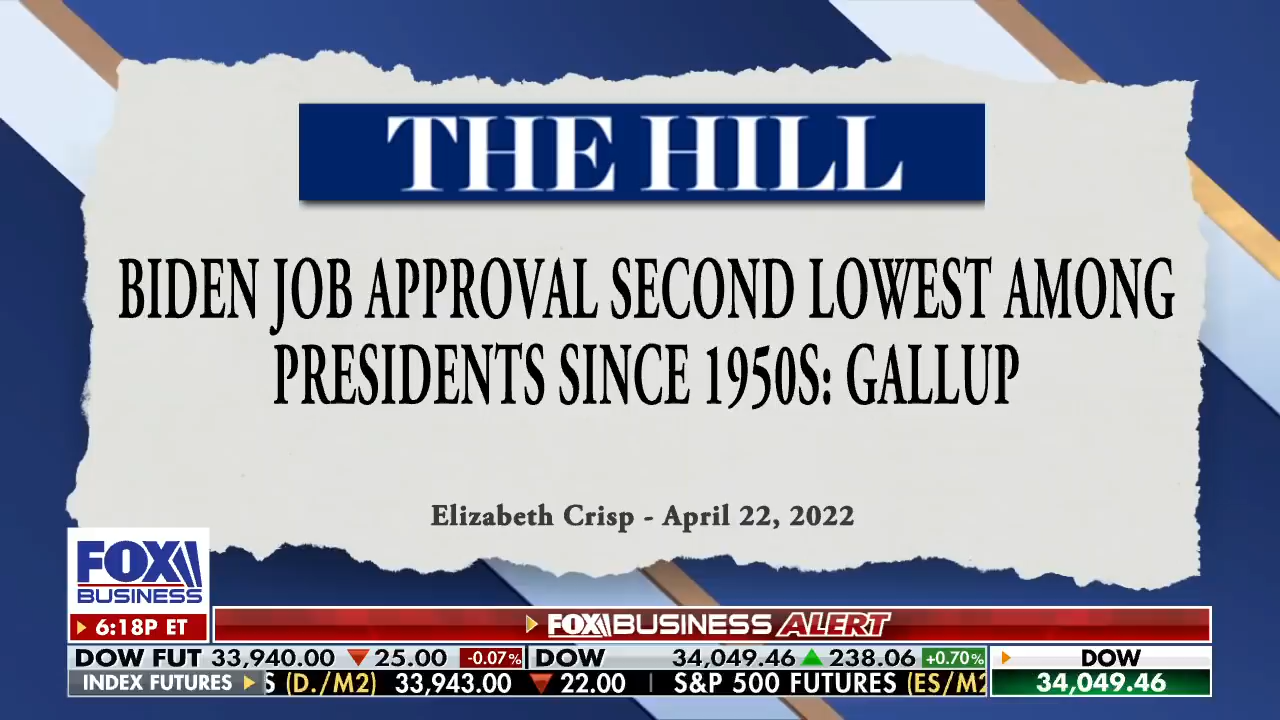 THE HILL
BIDEN JOB APPROVAL SECOND LOWEST AMONG
PRESIDENTS SINCE 1950S: GALLUP
Elizabeth Crisp - April 22, 2022
FOX
BUSINESS
6:18P ET
FOX BUSINESS ALERT
DOW FUT 33,940.00 25.00 -0.07% DOW 34,049.46 238.06 +0.70% DOW
INDEX FUTURES S (D./M2) 33,943.00 22.00 | S&P 500 FUTURES (ES/M2 34,049.46